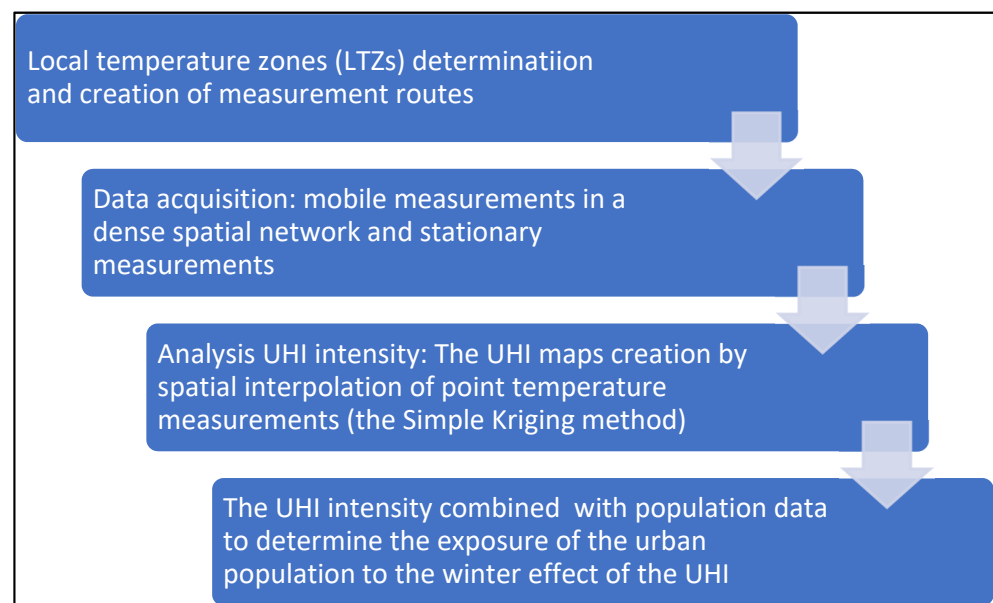 Local temperature zones (LTZs) determinatiion
and creation of measurement routes
Data acquisition: mobile measurements in a
dense spatial network and stationary
measurements
Analysis UHI intensity: The UHI maps creation by
spatial interpolation of point temperature
measurements (the Simple Kriging method)
The UHI intensity combined  with population data
to determine the exposure of the urban
population to the winter effect of the UHI